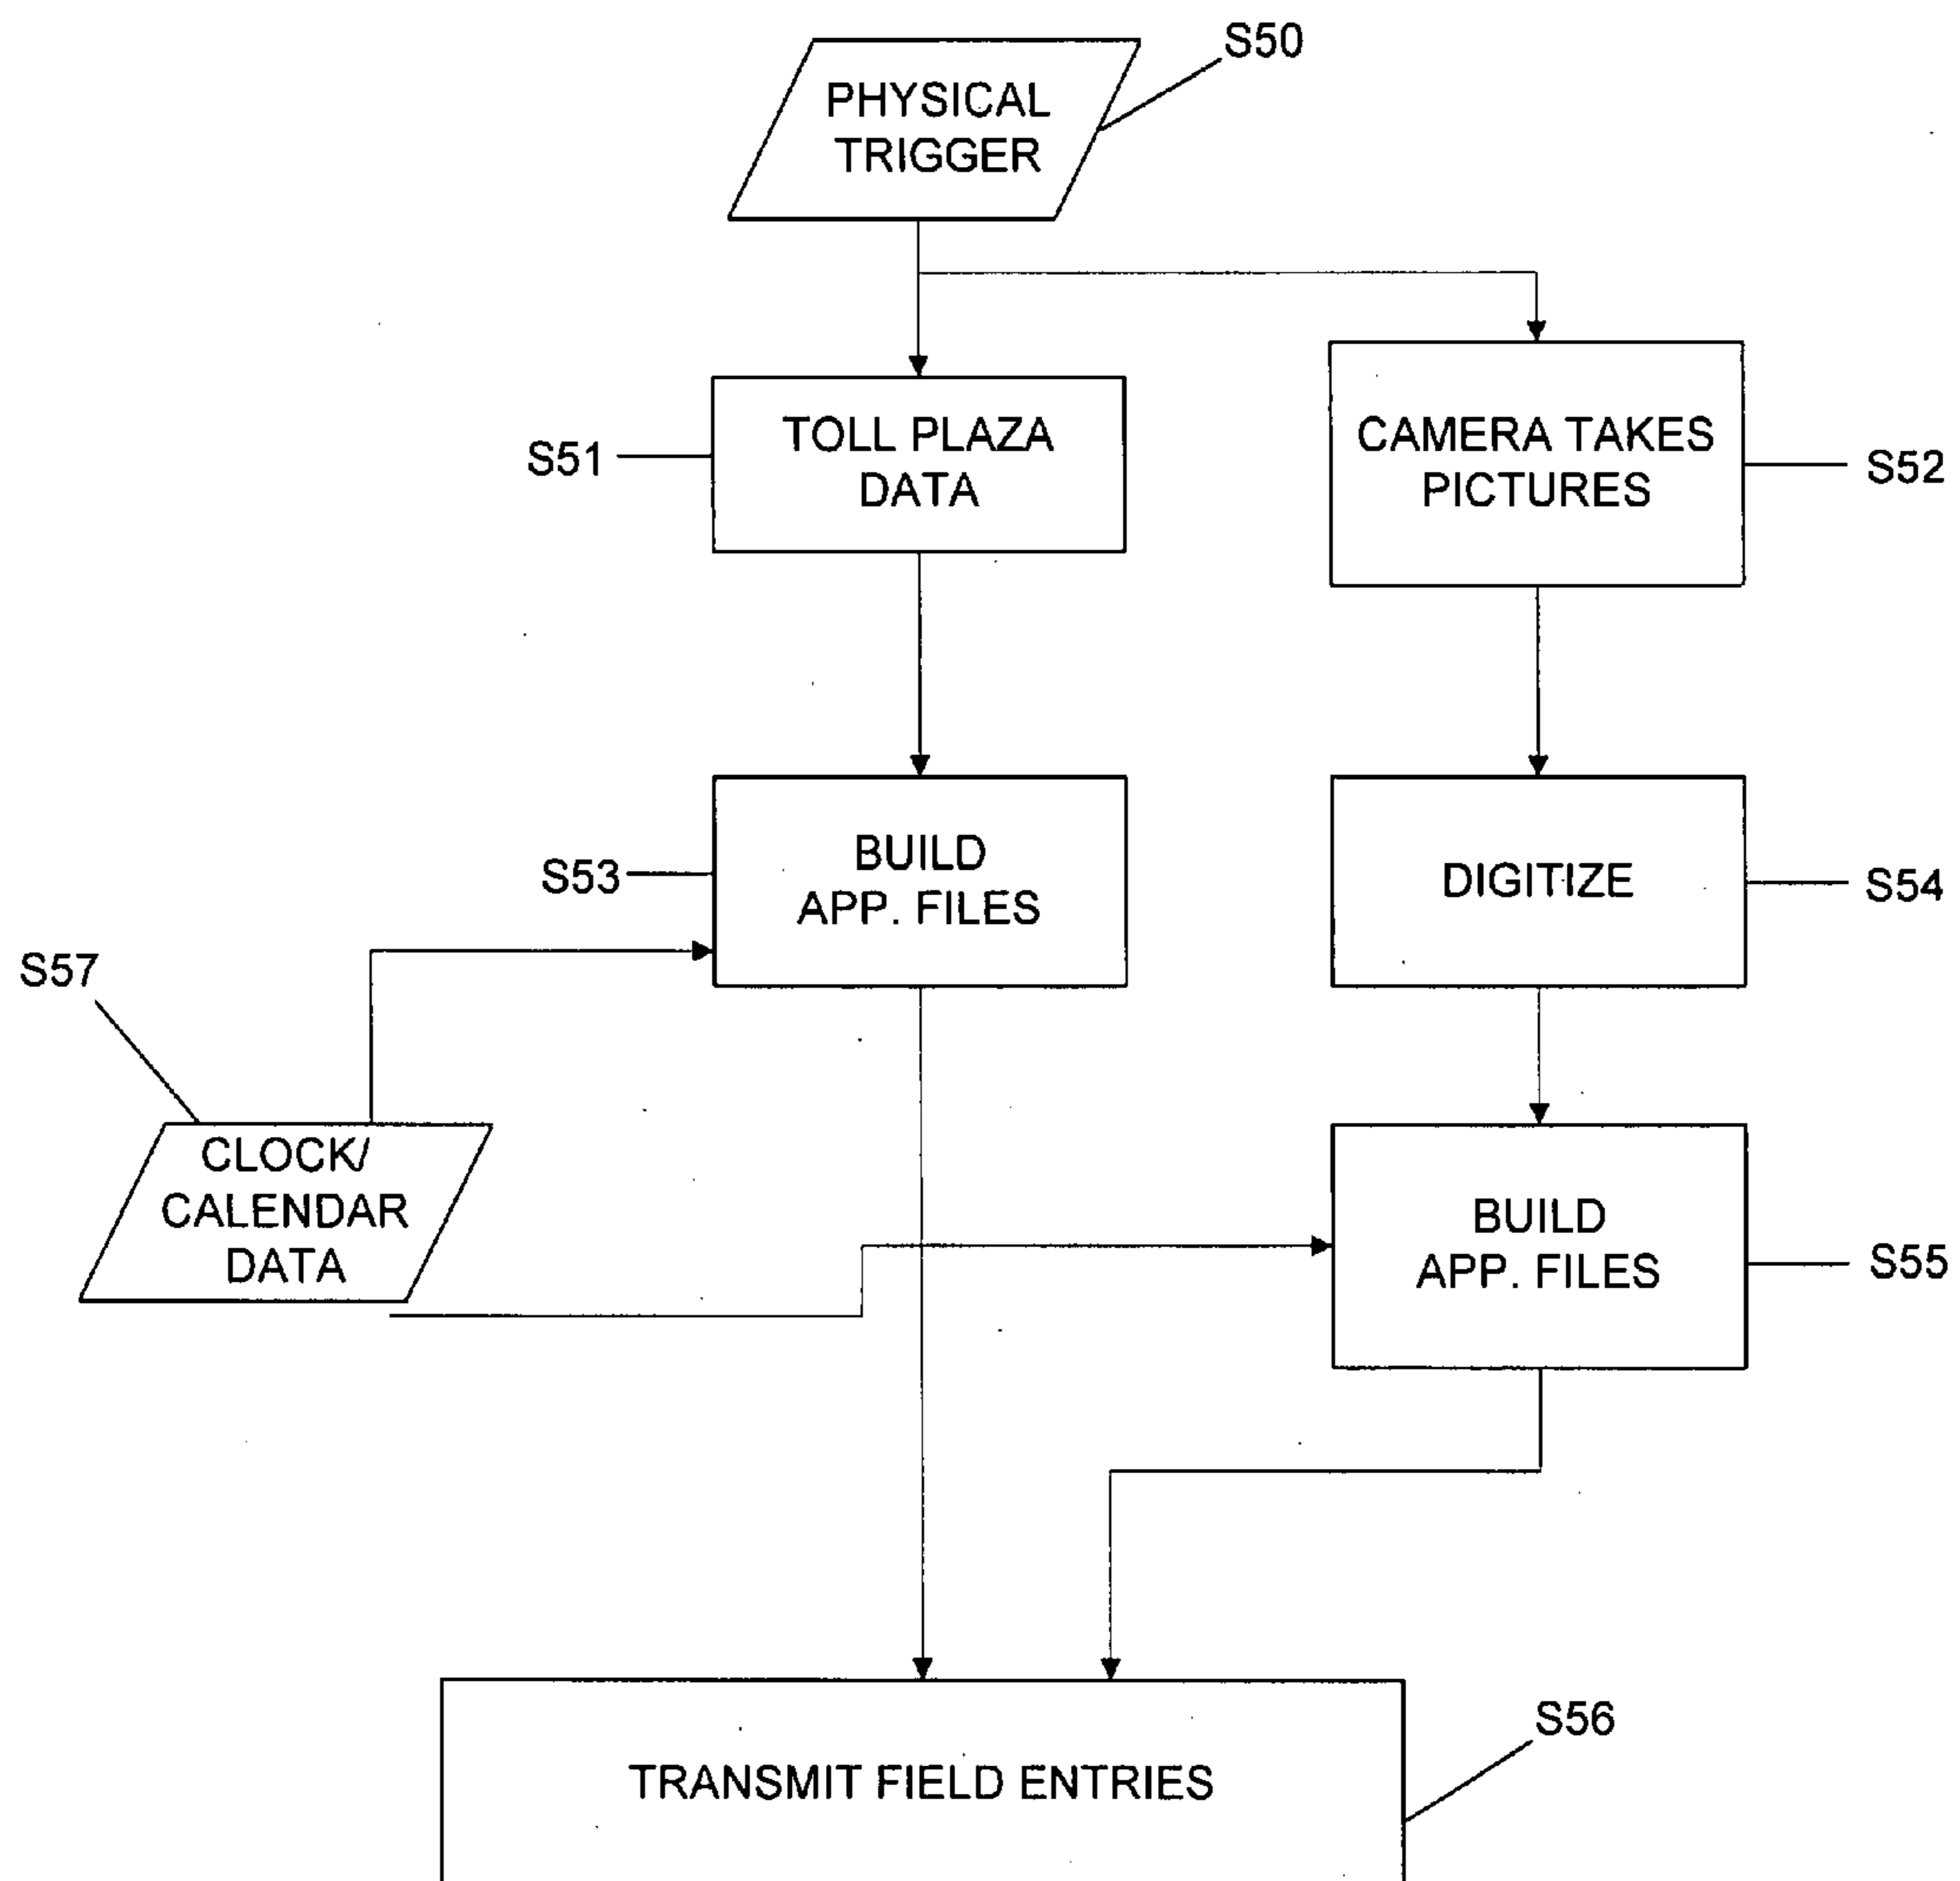 S50
PHYSICAL
TRIGGER
S51
TOLL PLAZA
DATA
CAMERA TAKES
PICTURES
S52
S53
BUILD
APP. FILES
DIGITIZE
S54
S57
CLOCK/
CALENDAR
DATA
BUILD
APP. FILES
S55
S56
TRANSMIT FIELD ENTRIES